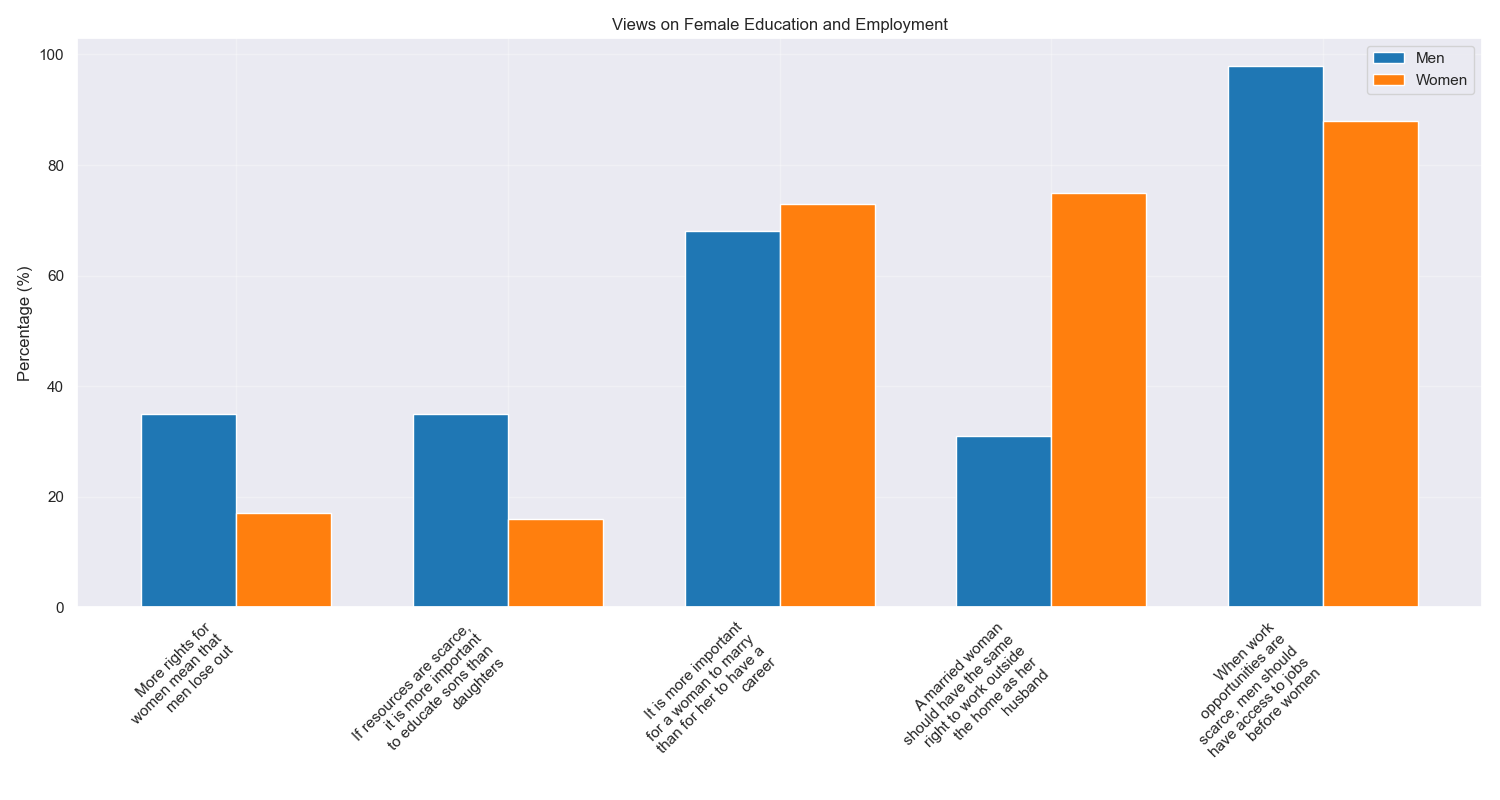 Views on Female Education and Employment
Men
Women
Percentage (%)
100
80
60
40
20
0
More rights for
women mean that
men lose out
If resources are scarce,
it is more important
to educate sons than
daughters
It is more important
for a woman to marry
than for her to have a
career
A married woman
should have the same
right to work outside
the home as her
husband
When work
opportunities are
scarce, men should
have access to jobs
before women